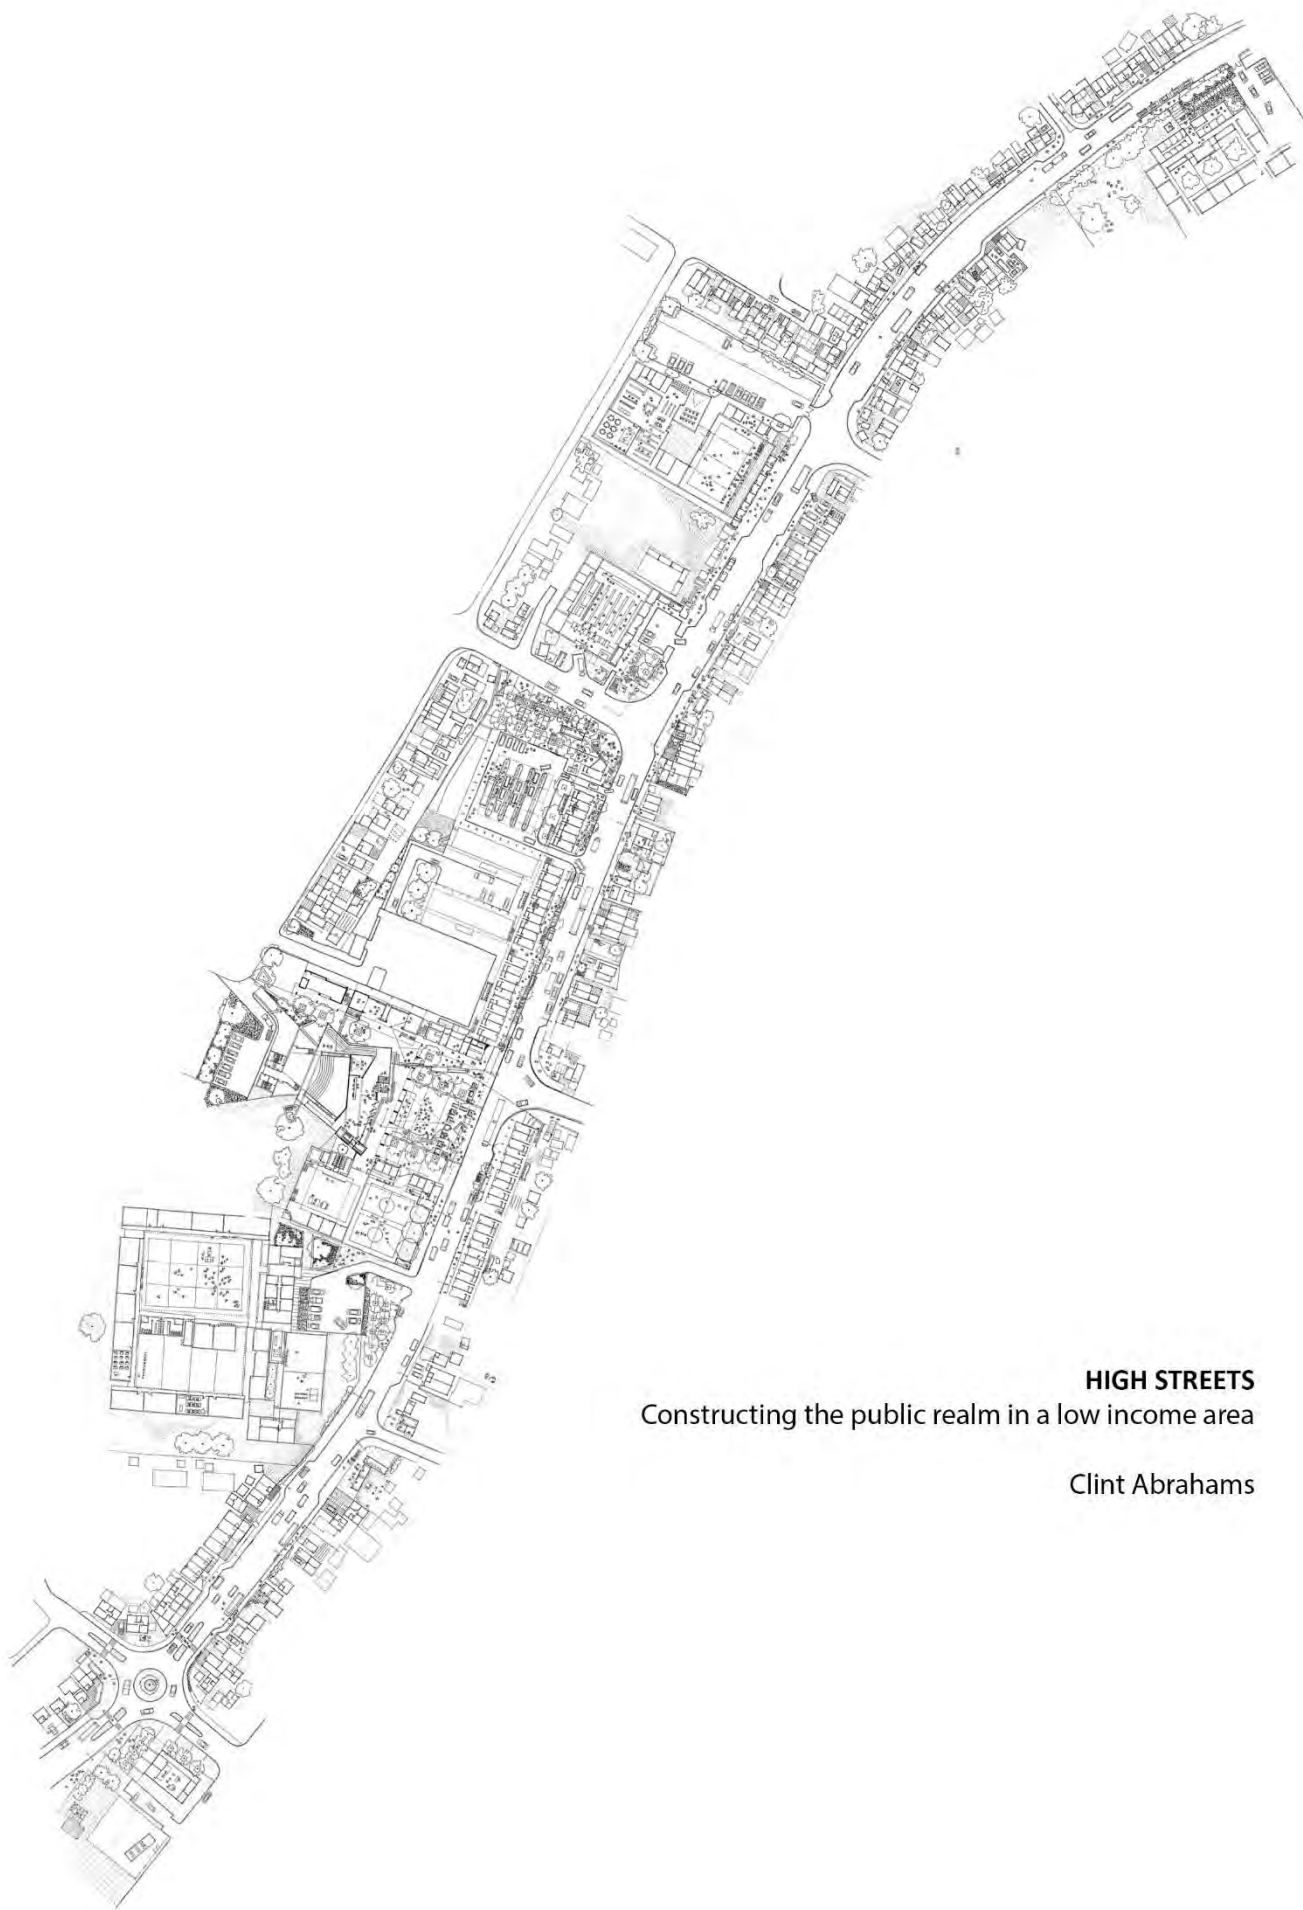 HIGH STREETS
Constructing the public realm in a low income area
Clint Abrahams